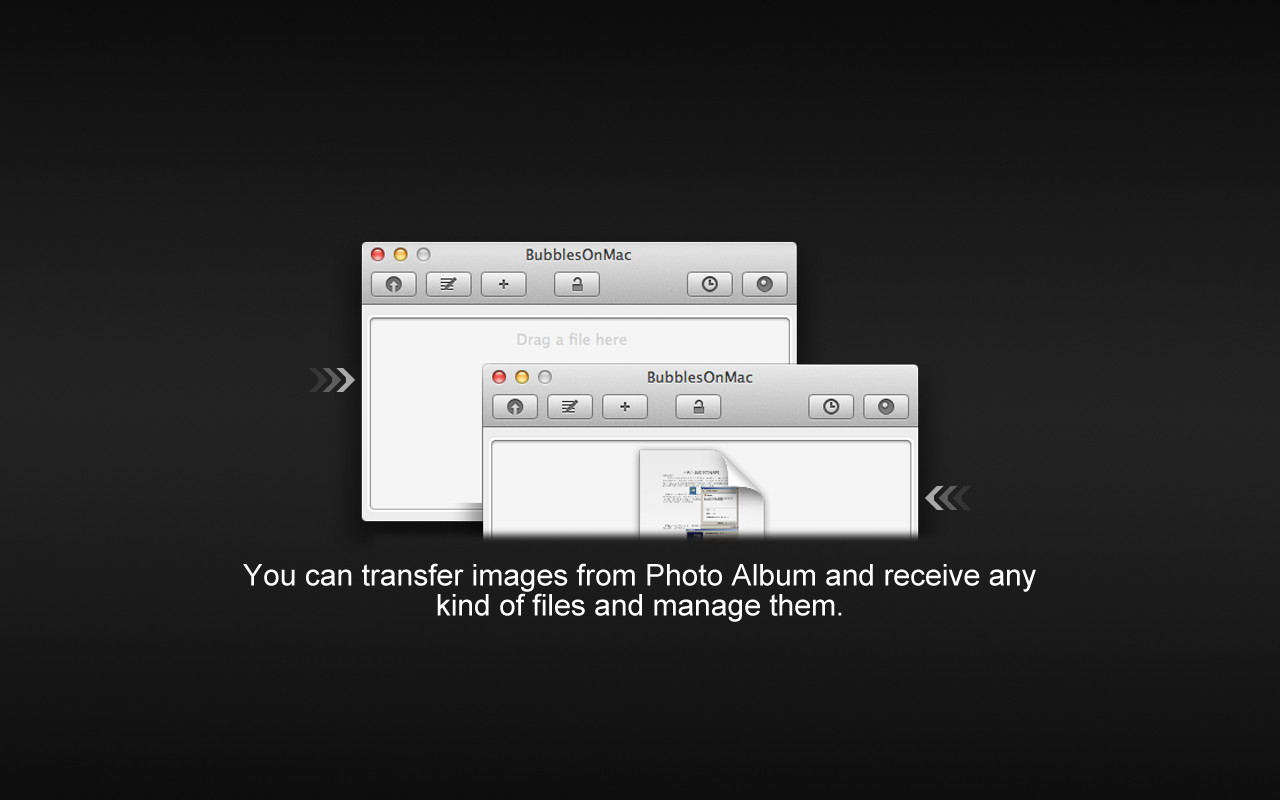 BubblesOnMac
Drag a file here
BubblesOnMac
You can transfer images from Photo Album and receive any
kind of files and manage them.